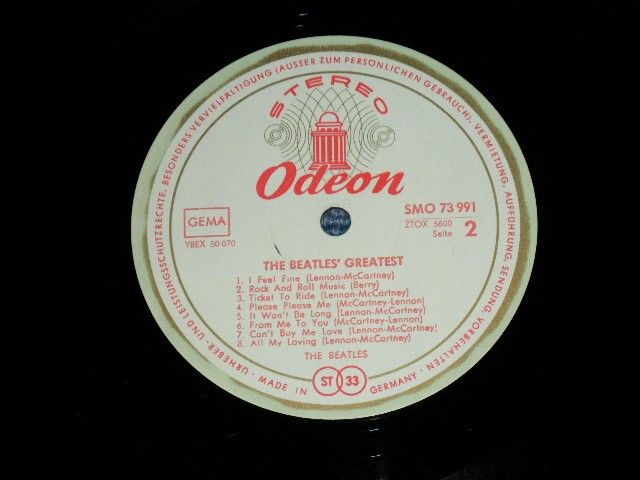 URHEBER- UND LEISTUNGSSCHUTZRECHTE, BESONDERS VERVIELFÄLTIGUNG (AUSSER ZUM PERSÖNLICHEN GEBRAUCH), VERMIETUNG, AUFFÜHRUNG, SENDUNG, VORBEHALTEN ·
STEREO
Odeon
GEMA
YBEX 50 070
SMO 73 991
ZTOX 5600
Seite 2
THE BEATLES' GREATEST
1. I Feel Fine (Lennon-McCartney)
2. Rock And Roll Music (Berry)
3. Ticket To Ride (Lennon-McCartney)
4. Please Please Me (McCartney-Lennon)
5. It Won't Be Long (Lennon-McCartney)
6. From Me To You (McCartney-Lennon)
7. Can't Buy Me Love (Lennon-McCartney)
8. All My Loving (Lennon-McCartney)
THE BEATLES
ST 33
MADE IN GERMANY ·